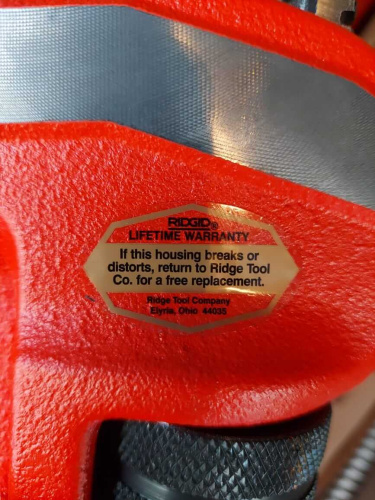 RIDGID®
LIFETIME WARRANTY
If this housing breaks or
distorts, return to Ridge Tool
Co. for a free replacement.
Ridge Tool Company
Elyria, Ohio 44035